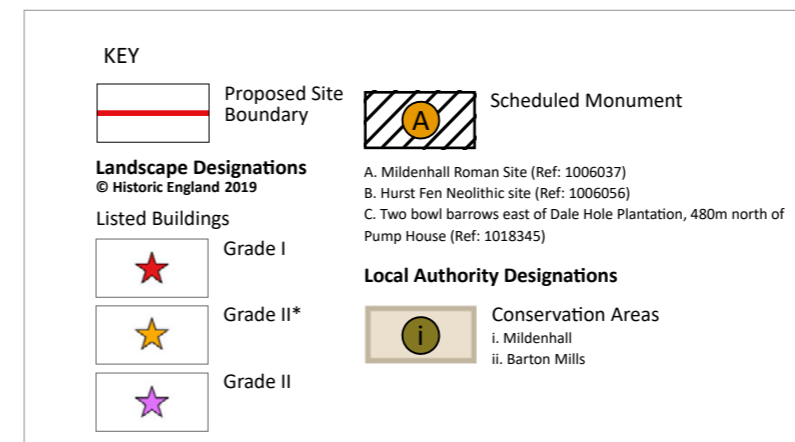 KEY
Proposed Site
Boundary
Landscape Designations
© Historic England 2019
Listed Buildings
Grade I
Grade II*
Grade II
A
Scheduled Monument
A. Mildenhall Roman Site (Ref: 1006037)
B. Hurst Fen Neolithic site (Ref: 1006056)
C. Two bowl barrows east of Dale Hole Plantation, 480m north of
Pump House (Ref: 1018345)
Local Authority Designations
i
Conservation Areas
i. Mildenhall
ii. Barton Mills